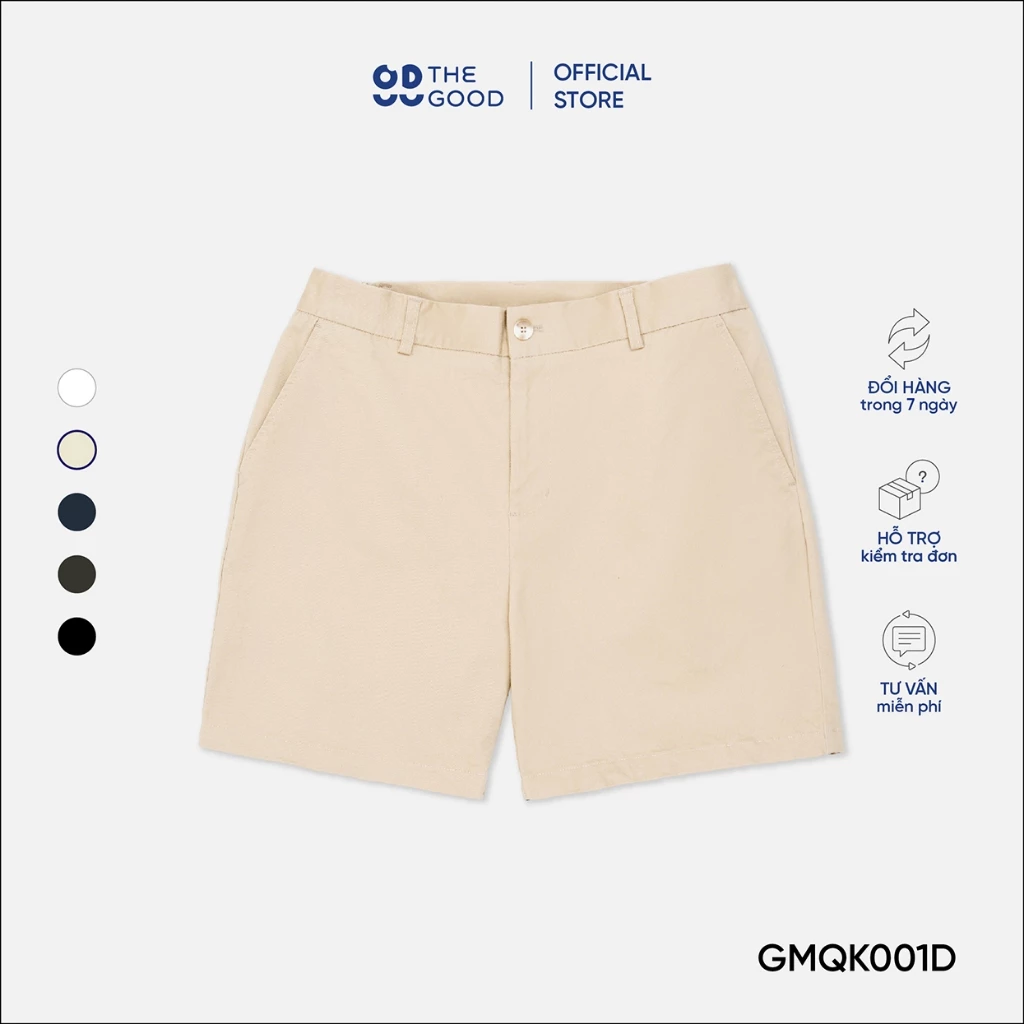 THE
GOOD
OFFICIAL
STORE
ĐỔI HÀNG
trong 7 ngày
?
HỖ TRỢ
kiểm tra đơn
TƯ VẤN
miễn phí
GMQK001D